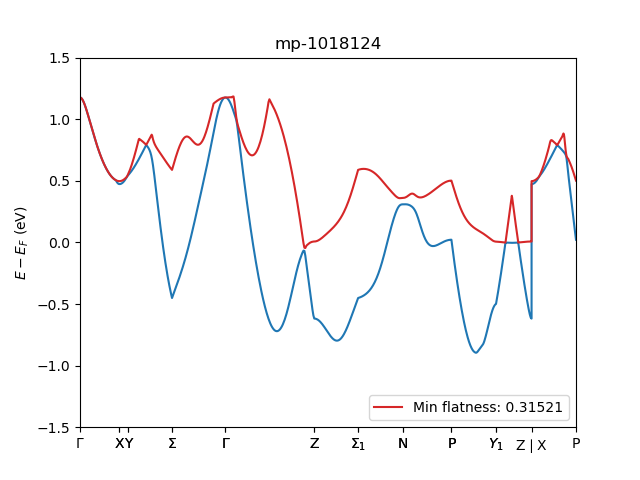 mp-1018124
1.5
1.0
0.5
0.0
−0.5
−1.0
−1.5
E − E_F (eV)
Min flatness: 0.31521
Γ X Y Σ Γ Z Σ₁ N P Y₁ Z | X P